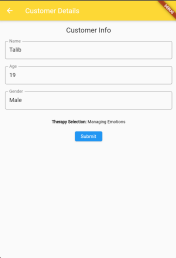 Customer Details
Customer Info
Name
Talib
Age
19
Gender
Male
Therapy Selection: Managing Emotions
Submit